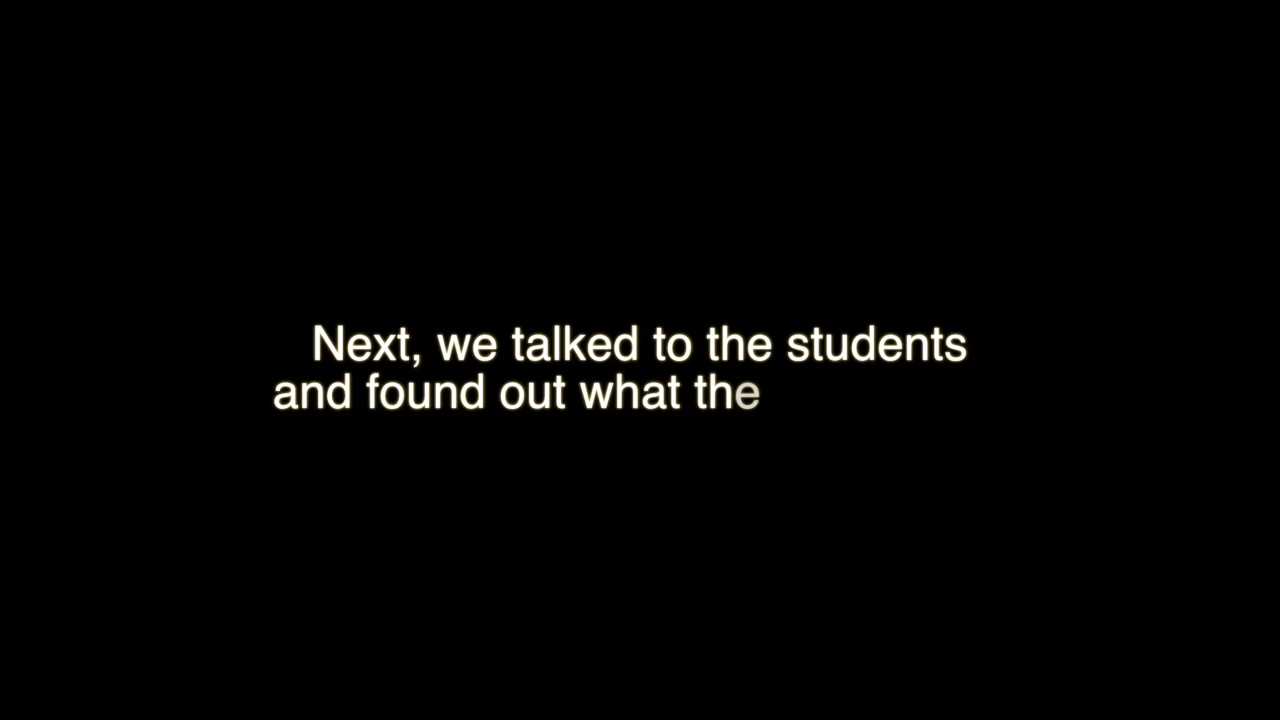 Next, we talked to the students
and found out what the